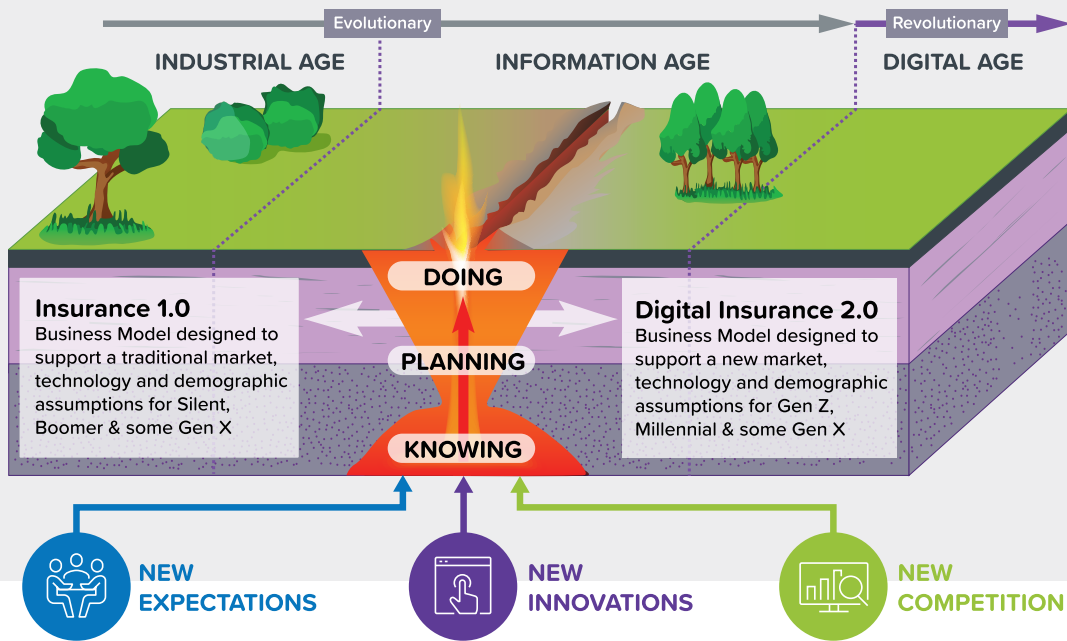 Evolutionary
Revolutionary
INDUSTRIAL AGE
INFORMATION AGE
DIGITAL AGE
DOING
PLANNING
KNOWING
Insurance 1.0
Business Model designed to
support a traditional market,
technology and demographic
assumptions for Silent,
Boomer & some Gen X
Digital Insurance 2.0
Business Model designed to
support a new market,
technology and demographic
assumptions for Gen Z,
Millennial & some Gen X
NEW
EXPECTATIONS
NEW
INNOVATIONS
NEW
COMPETITION